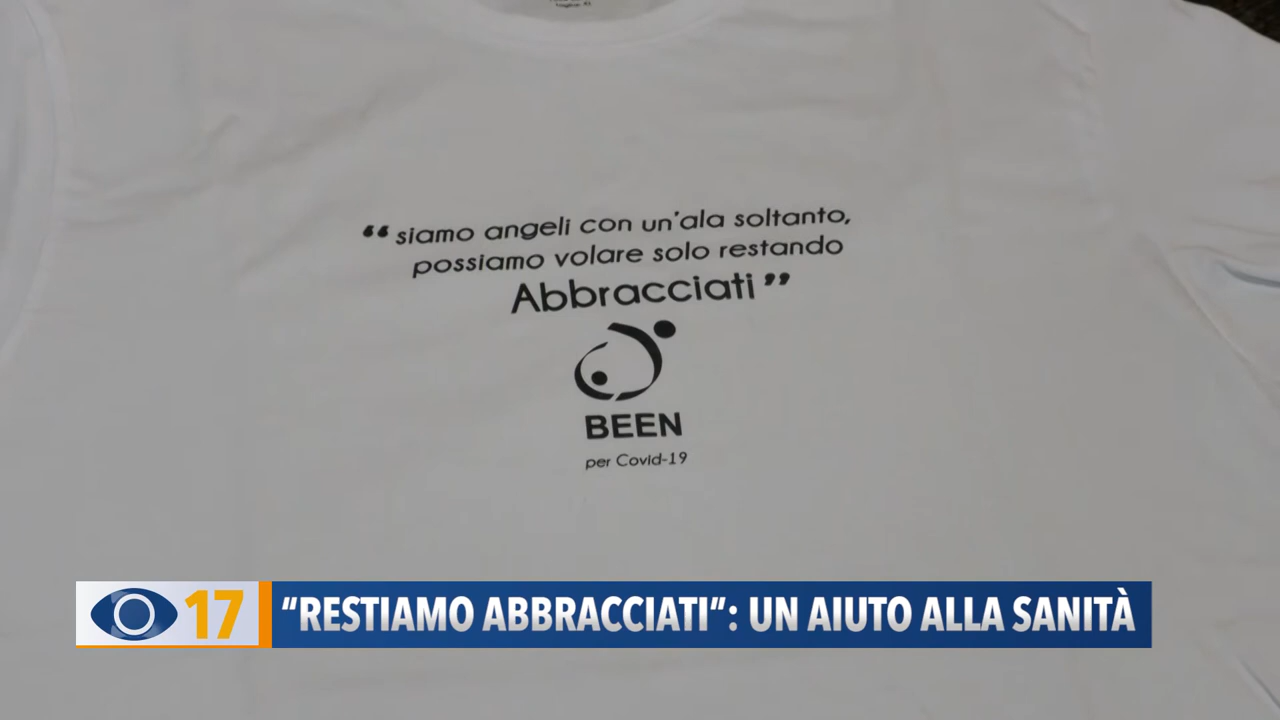 “siamo angeli con un'ala soltanto,
possiamo volare solo restando
Abbracciati”
BEEN
per Covid-19
17
“RESTIAMO ABBRACCIATI”: UN AIUTO ALLA SANITÀ